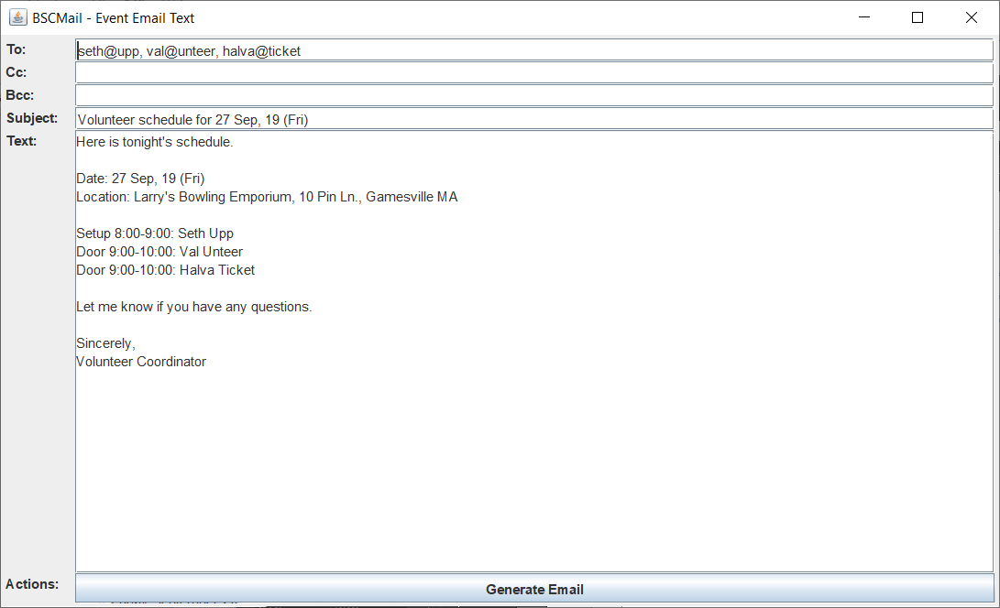 BSCMail - Event Email Text
To: seth@upp, val@unteer, halva@ticket
Cc:
Bcc:
Subject: Volunteer schedule for 27 Sep, 19 (Fri)
Text: Here is tonight's schedule.
Date: 27 Sep, 19 (Fri)
Location: Larry's Bowling Emporium, 10 Pin Ln., Gamesville MA
Setup 8:00-9:00: Seth Upp
Door 9:00-10:00: Val Unteer
Door 9:00-10:00: Halva Ticket
Let me know if you have any questions.
Sincerely,
Volunteer Coordinator
Actions: Generate Email